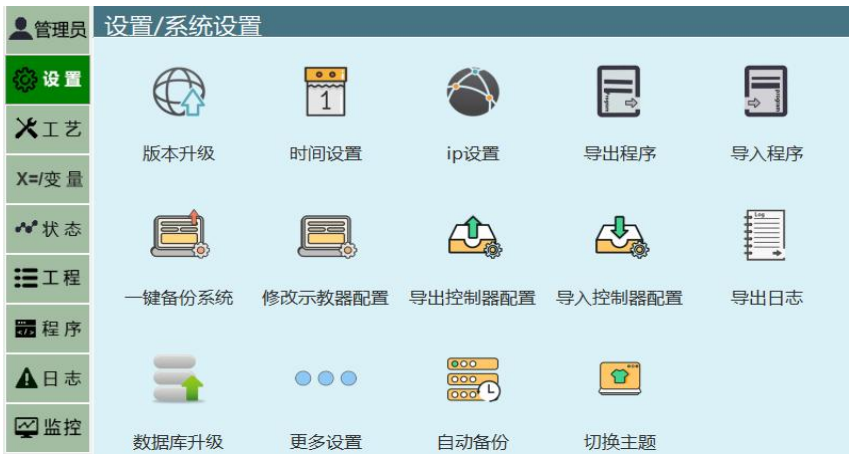 管理员
设置/系统设置
设置
工艺
X=/变量
状态
工程
程序
日志
监控
版本升级
时间设置
ip设置
导出程序
导入程序
一键备份系统
修改示教器配置
导出控制器配置
导入控制器配置
导出日志
数据库升级
更多设置
自动备份
切换主题
1
Program
program
Log